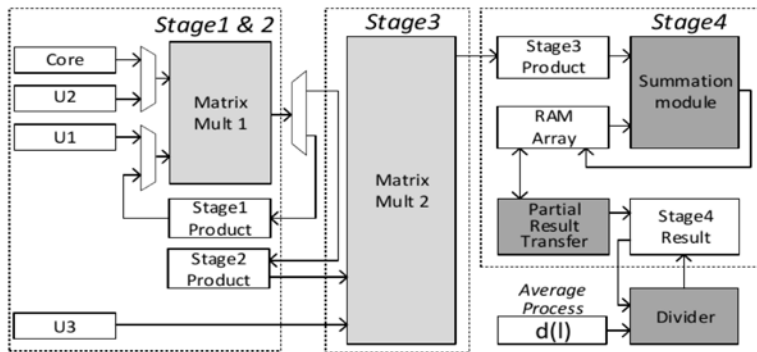 Stage1 & 2
Stage3
Stage4
Core
U2
U1
Matrix
Mult 1
Stage1
Product
Stage2
Product
U3
Matrix
Mult 2
Stage3
Product
Summation
module
RAM
Array
Partial
Result
Transfer
Stage4
Result
Average
Process
d(l)
Divider